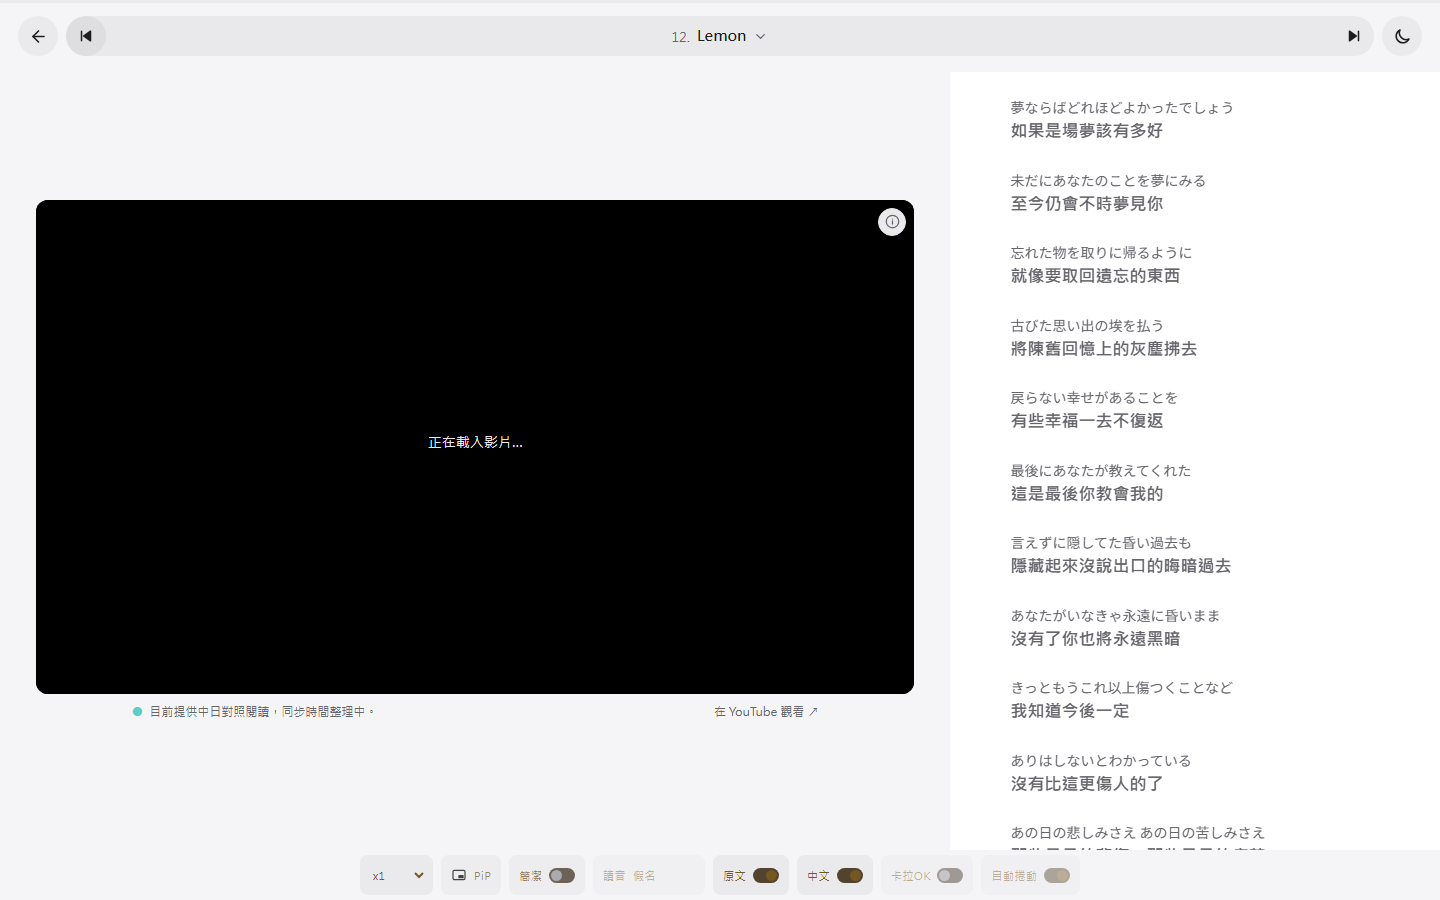 12. Lemon
夢ならばどれほどよかったでしょう
如果是場夢該有多好
未だにあなたのことを夢にみる
至今仍會不時夢見你
忘れた物を取りに帰るように
就像要取回遺忘的東西
古びた思い出の埃を払う
將陳舊回憶上的灰塵拂去
戻らない幸せがあることを
有些幸福一去不復返
最後にあなたが教えてくれた
這是最後你教會我的
言えずに隠してた昏い過去も
隱藏起來沒說出口的晦暗過去
あなたがいなきゃ永遠に昏いまま
沒有了你也將永遠黑暗
きっともうこれ以上傷つくことなど
我知道今後一定
ありはしないとわかっている
沒有比這更傷人的了
あの日の悲しみさえ あの日の苦しみさえ
正在載入影片...
目前提供中日對照閱讀，同步時間整理中。
在 YouTube 觀看 ↗
x1
PiP
簡潔
讀音 假名
原文
中文
卡拉OK
自動捲動